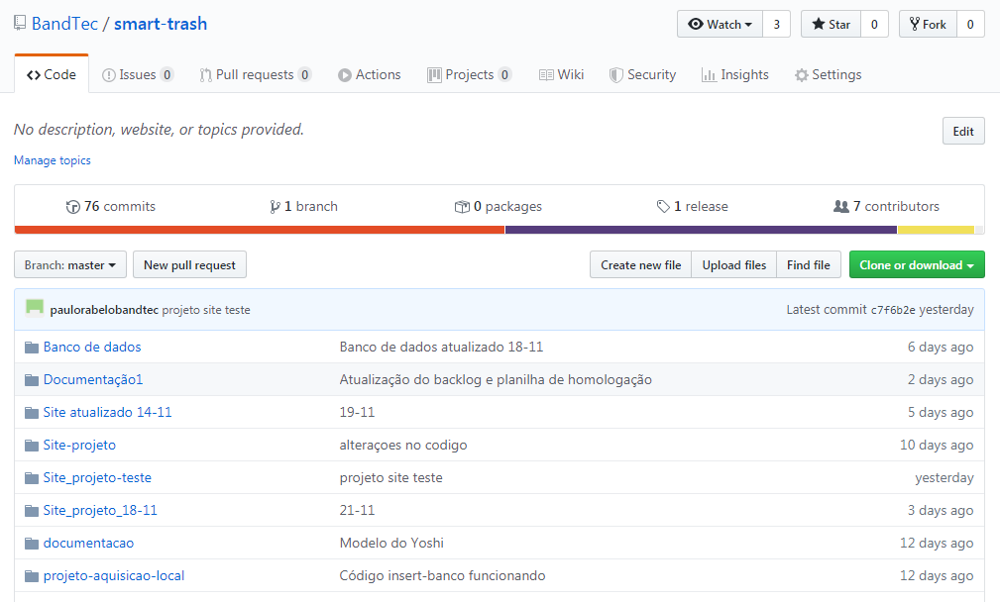 BandTec / smart-trash
Watch 3 Star 0 Fork 0
Code Issues 0 Pull requests 0 Actions Projects 0 Wiki Security Insights Settings
No description, website, or topics provided. Edit
Manage topics
76 commits 1 branch 0 packages 1 release 7 contributors
Branch: master New pull request Create new file Upload files Find file Clone or download
paulorabelobandtec projeto site teste Latest commit c7f6b2e yesterday
Banco de dados Banco de dados atualizado 18-11 6 days ago
Documentação1 Atualização do backlog e planilha de homologação 2 days ago
Site atualizado 14-11 19-11 5 days ago
Site-projeto alteraçoes no codigo 10 days ago
Site_projeto-teste projeto site teste yesterday
Site_projeto_18-11 21-11 3 days ago
documentacao Modelo do Yoshi 12 days ago
projeto-aquisicao-local Código insert-banco funcionando 12 days ago